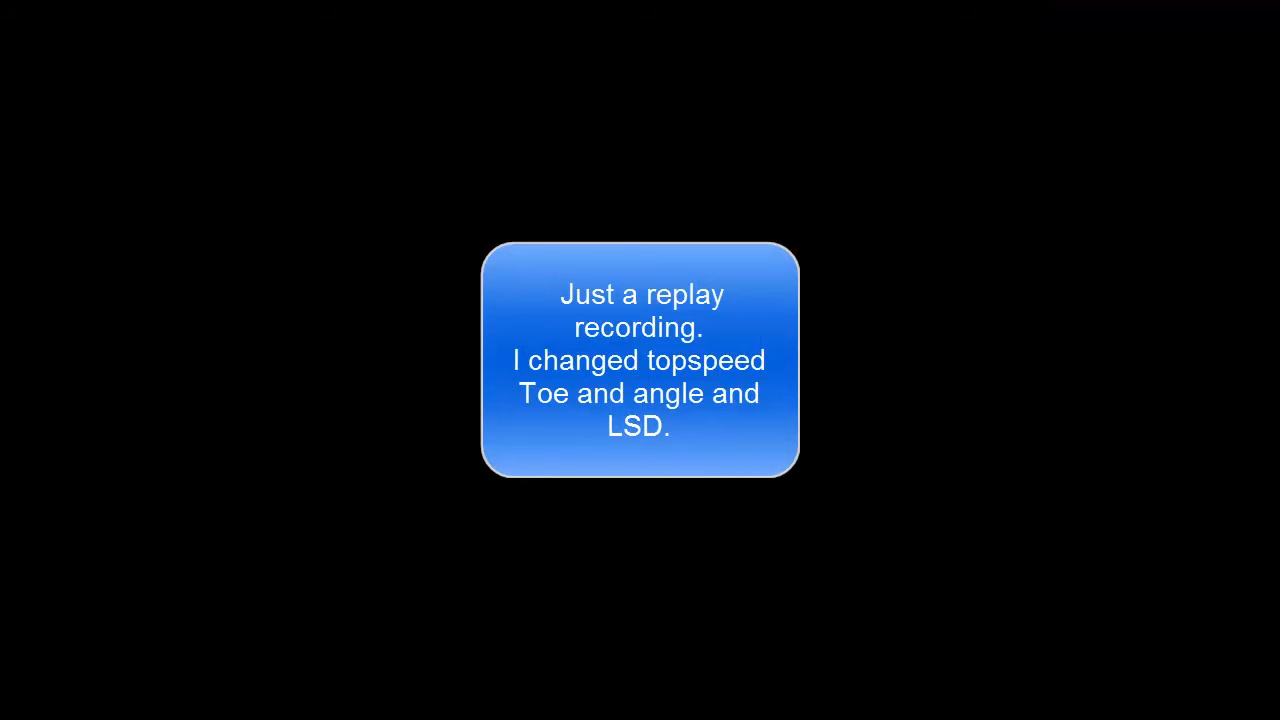 Just a replay
recording.
I changed topspeed
Toe and angle and
LSD.